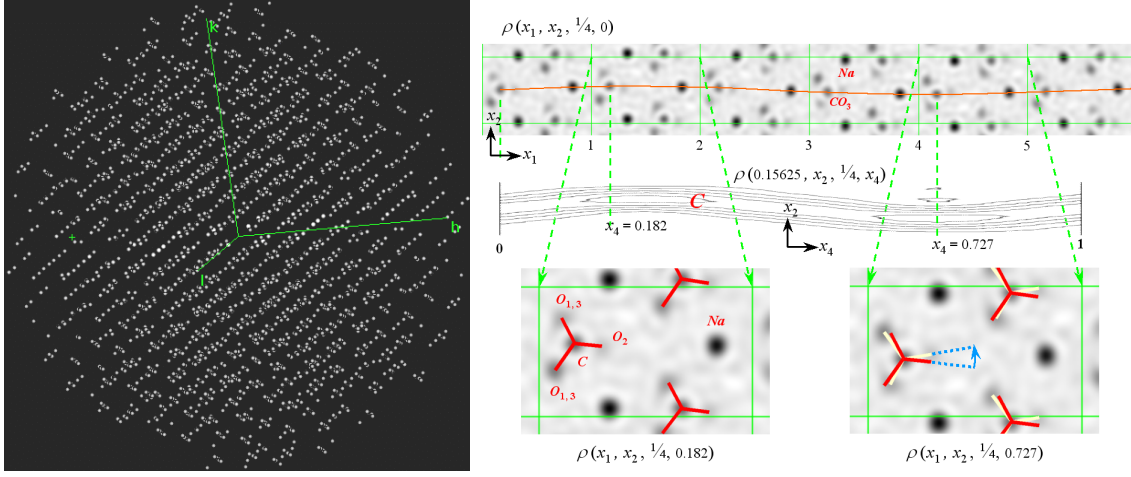 k
h
l
ρ(x₁, x₂, ¼, 0)
Na
CO₃
x₂
x₁
1 2 3 4 5
ρ(0.15625, x₂, ¼, x₄)
C
x₂
x₄ = 0.182
x₄
x₄ = 0.727
0
1
O₁,₃
O₂
Na
C
O₁,₃
ρ(x₁, x₂, ¼, 0.182)
ρ(x₁, x₂, ¼, 0.727)